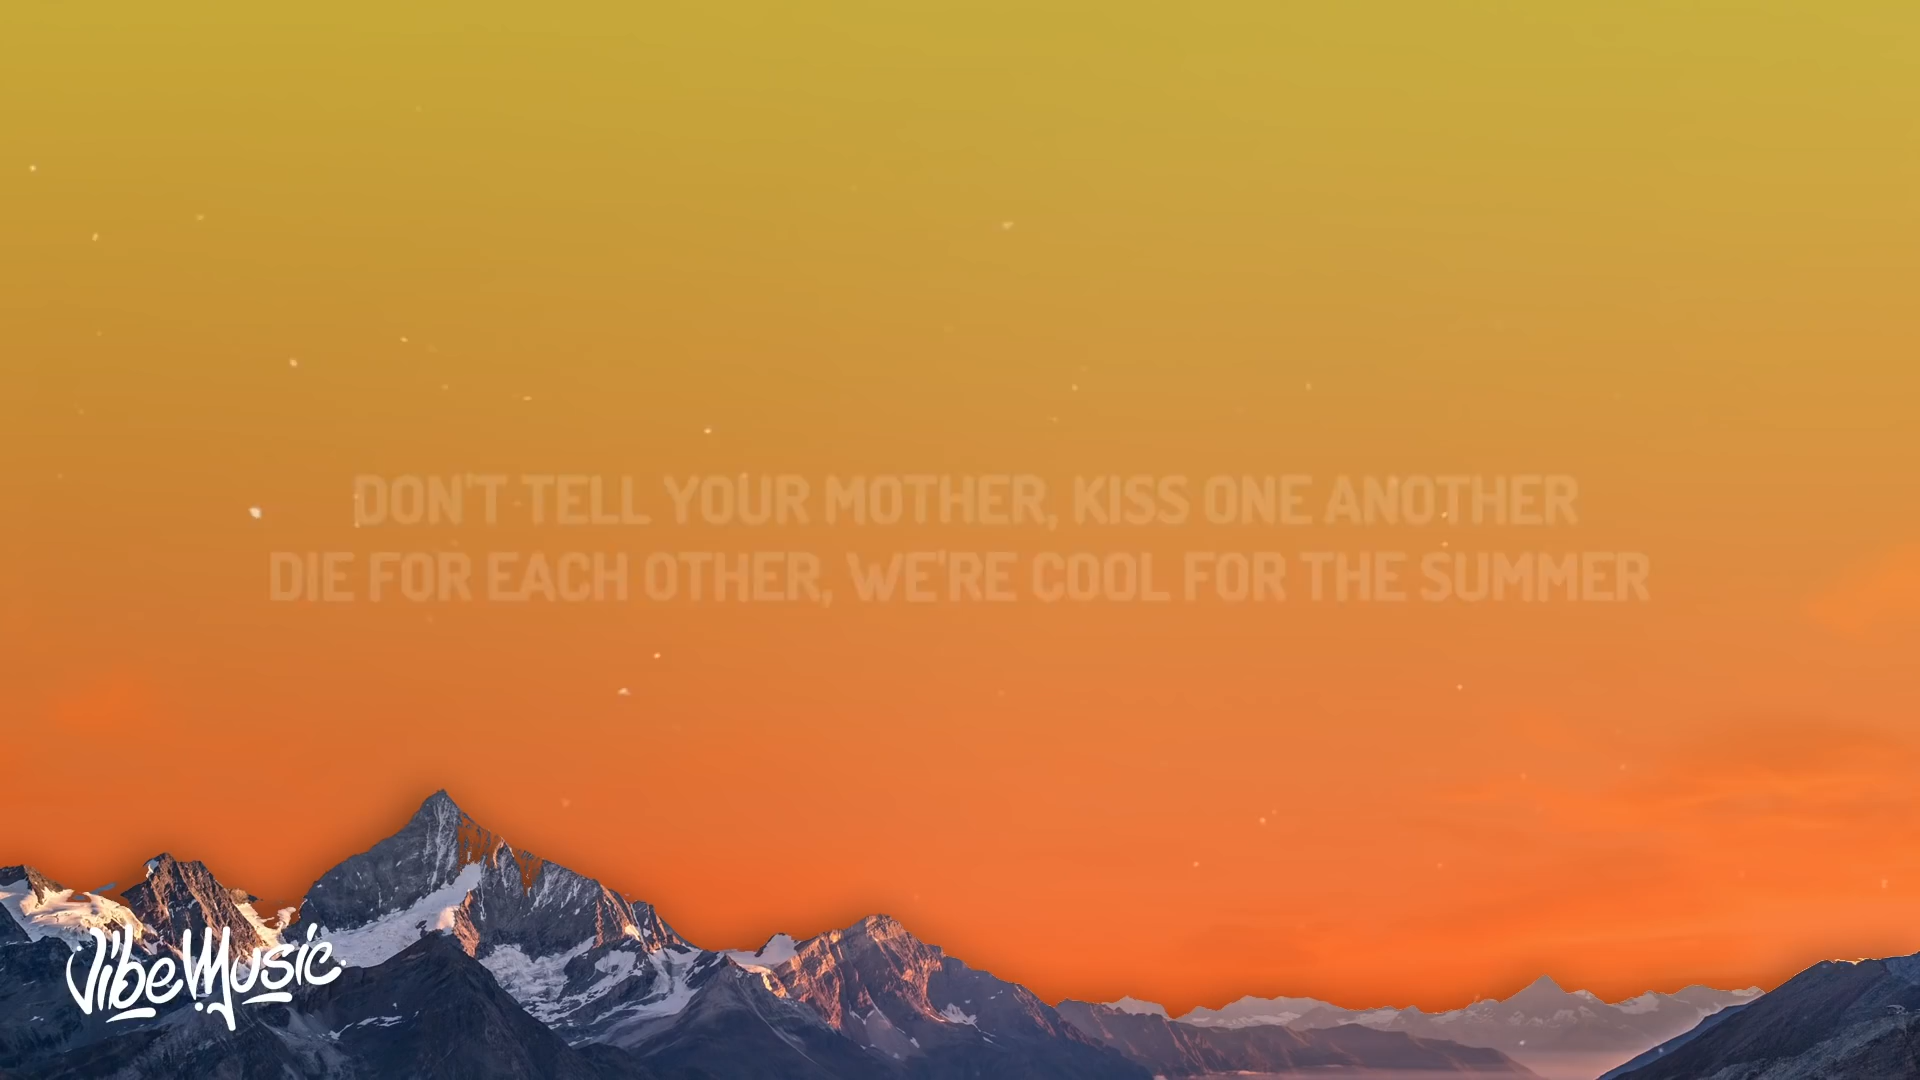 DON'T TELL YOUR MOTHER, KISS ONE ANOTHER
DIE FOR EACH OTHER, WE'RE COOL FOR THE SUMMER
VibeMusic.